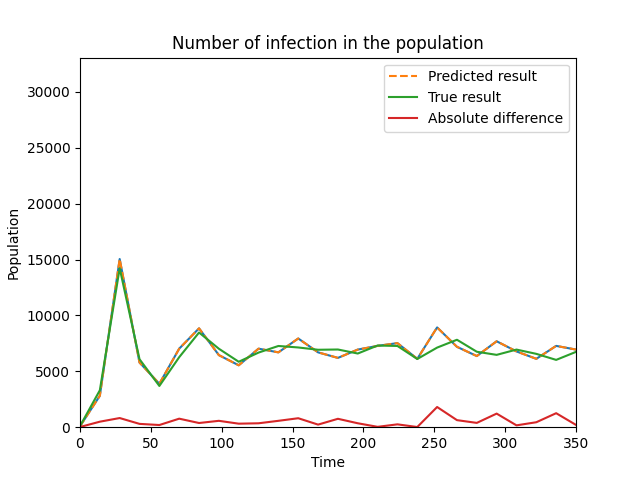 Number of infection in the population
Predicted result
True result
Absolute difference
30000
25000
20000
15000
10000
5000
0
Population
0 50 100 150 200 250 300 350
Time